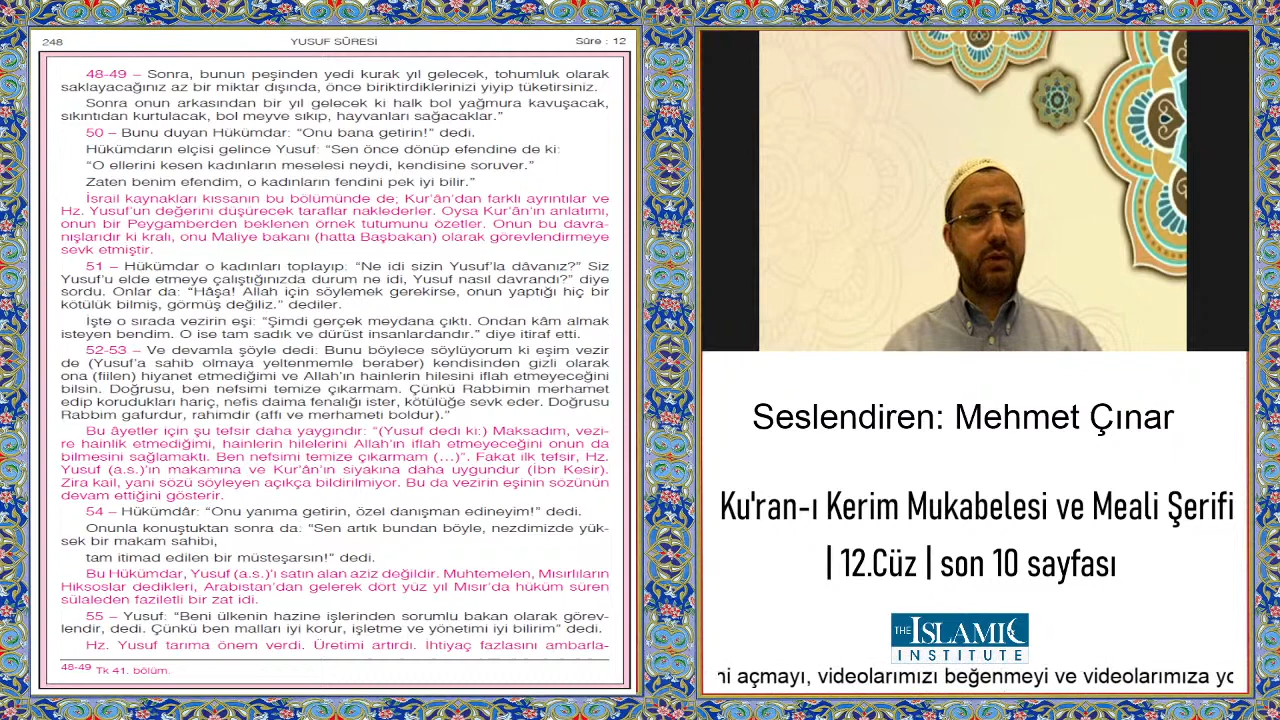 248 YUSUF SÛRESİ Sûre : 12
48-49 – Sonra, bunun peşinden yedi kurak yıl gelecek, tohumluk olarak
saklayacağınız az bir miktar dışında, önce biriktirdiklerinizi yiyip tüketirsiniz.
Sonra onun arkasından bir yıl gelecek ki halk bol yağmura kavuşacak,
sıkıntıdan kurtulacak, bol meyve sıkıp, hayvanları sağacaklar.”
50 – Bunu duyan Hükümdar: “Onu bana getirin!” dedi.
Hükümdarın elçisi gelince Yusuf: “Sen önce dönüp efendine de ki:
“O ellerini kesen kadınların meselesi neydi, kendisine soruver.”
Zaten benim efendim, o kadınların fendini pek iyi bilir.”
İsrail kaynakları kıssanın bu bölümünde de; Kur’ân’dan farklı ayrıntılar ve
Hz. Yusuf’un değerini düşürecek taraflar naklederler. Oysa Kur’ân’ın anlatımı,
onun bir Peygamberden beklenen örnek tutumunu özetler. Onun bu davra-
nışlarıdır ki kralı, onu Maliye bakanı (hatta Başbakan) olarak görevlendirmeye
sevk etmiştir.
51 – Hükümdar o kadınları toplayıp: “Ne idi sizin Yusuf’la dâvanız?” Siz
Yusuf’u elde etmeye çalıştığınızda durum ne idi, Yusuf nasıl davrandı?” diye
sordu. Onlar da: “Hâşa! Allah için söylemek gerekirse, onun yaptığı hiç bir
kötülük bilmiş, görmüş değiliz.” dediler.
İşte o sırada vezirin eşi: “Şimdi gerçek meydana çıktı. Ondan kâm almak
isteyen bendim. O ise tam sadık ve dürüst insanlardandır.” diye itiraf etti.
52-53 – Ve devamla şöyle dedi: Bunu böylece söylüyorum ki eşim vezir
de (Yusuf’a sahib olmaya yeltenmemle beraber) kendisinden gizli olarak
ona (fiilen) hiyanet etmediğimi ve Allah’ın hainlerin hilesini iflah etmeyeceğini
bilsin. Doğrusu, ben nefsimi temize çıkarmam. Çünkü Rabbimin merhamet
edip korudukları hariç, nefis daima fenalığı ister, kötülüğe sevk eder. Doğrusu
Rabbim gafurdur, rahimdir (affı ve merhameti boldur).”
Bu âyetler için şu tefsir daha yaygındır: “(Yusuf dedi ki:) Maksadım, vezi-
re hainlik etmediğimi, hainlerin hilelerini Allah’ın iflah etmeyeceğini onun da
bilmesini sağlamaktı. Ben nefsimi temize çıkarmam (...)”. Fakat ilk tefsir, Hz.
Yusuf (a.s.)’ın makamına ve Kur’ân’ın siyakına daha uygundur (İbn Kesir).
Zira kail, yani sözü söyleyen açıkça bildirilmiyor. Bu da vezirin eşinin sözünün
devam ettiğini gösterir.
54 – Hükümdâr: “Onu yanıma getirin, özel danışman edineyim!” dedi.
Onunla konuştuktan sonra da: “Sen artık bundan böyle, nezdimizde yük-
sek bir makam sahibi,
tam itimad edilen bir müsteşarsın!” dedi.
Bu Hükümdar, Yusuf (a.s.)’ı satın alan aziz değildir. Muhtemelen, Mısırlıların
Hiksoslar dedikleri, Arabistan’dan gelerek dört yüz yıl Mısır’da hüküm süren
sülaleden faziletli bir zat idi.
55 – Yusuf: “Beni ülkenin hazine işlerinden sorumlu bakan olarak görev-
lendir, dedi. Çünkü ben malları iyi korur, işletme ve yönetimi iyi bilirim” dedi.
Hz. Yusuf tarıma önem verdi. Üretimi artırdı. İhtiyaç fazlasını ambarla-
48-49 Tk 41. bölüm.
Seslendiren: Mehmet Çınar
Ku'ran-ı Kerim Mukabelesi ve Meali Şerifi
| 12.Cüz | son 10 sayfası
THE ISLAMIC
INSTITUTE
ni açmayı, videolarımızı beğenmeyi ve videolarımıza yo